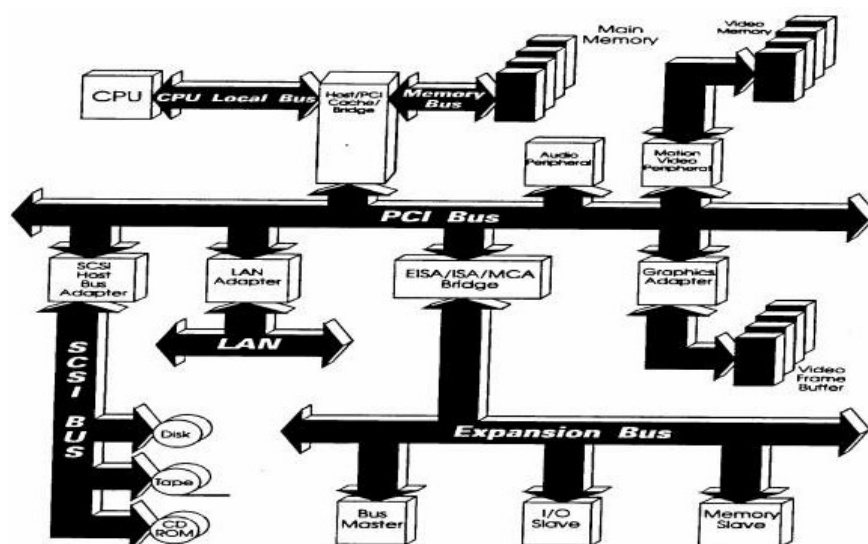 Main
Memory
Video
Memory
CPU
CPU Local Bus
Host/PCI
Cache/
Bridge
Memory
Bus
Audio
Peripheral
Motion
Video
Peripheral
PCI Bus
SCSI
Host
Bus
Adapter
LAN
Adapter
EISA/ISA/MCA
Bridge
Graphics
Adapter
LAN
SCSI BUS
Video
Frame
Buffer
Disk
Expansion Bus
Tape
CD
ROM
Bus
Master
I/O
Slave
Memory
Slave